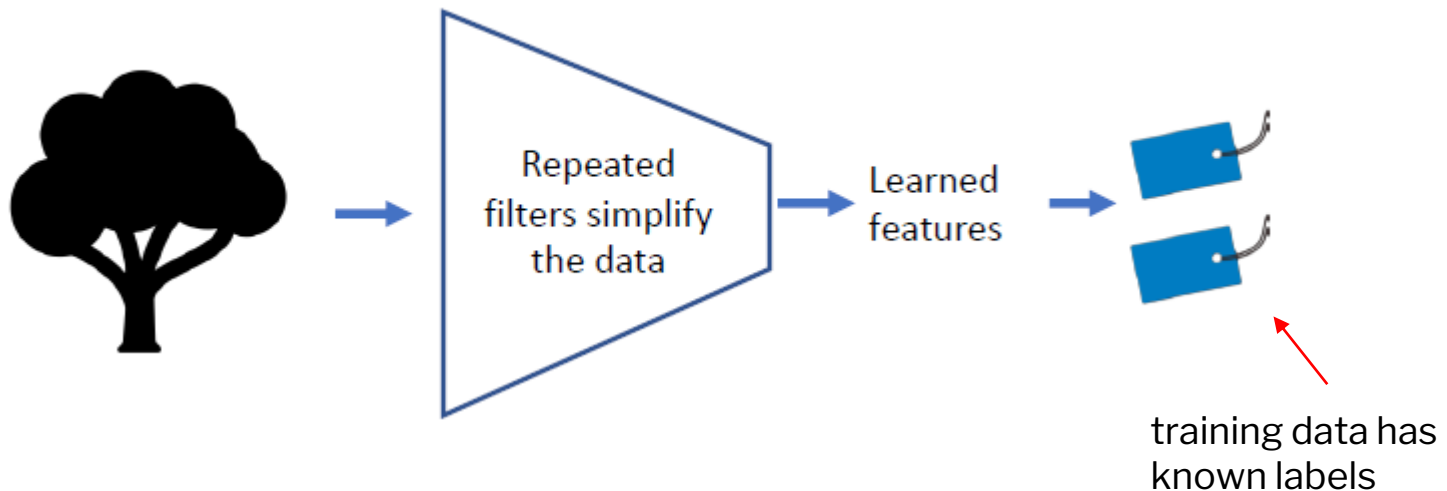 Repeated
filters simplify
the data
Learned
features
training data has
known labels